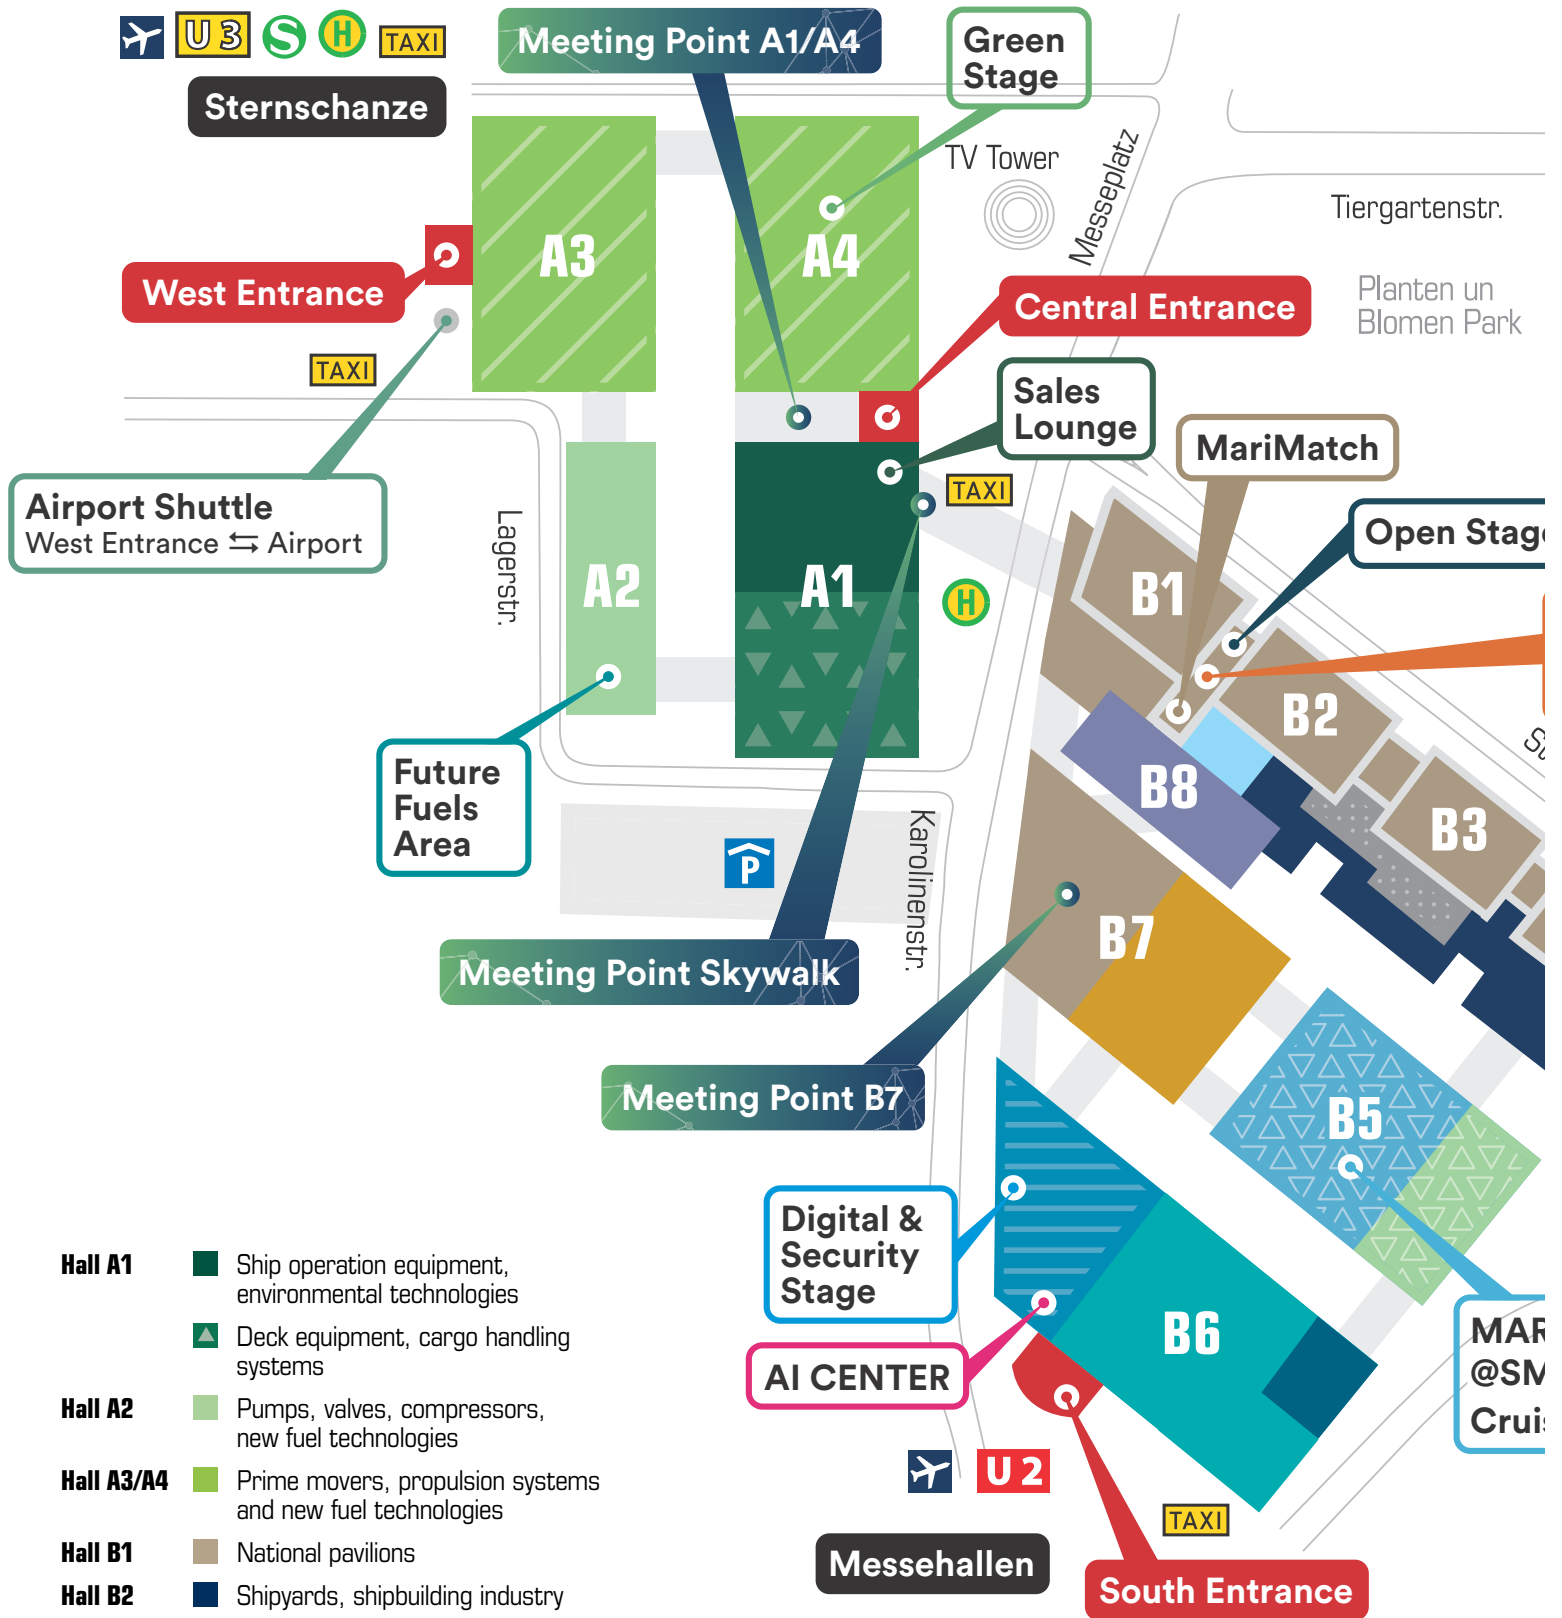 U3
S
H
TAXI
Sternschanze
Meeting Point A1/A4
Green
Stage
TV Tower
Messeplatz
Tiergartenstr.
Planten un
Blomen Park
A3
A4
West Entrance
Central Entrance
TAXI
Sales
Lounge
MariMatch
Airport Shuttle
West Entrance ⇆ Airport
TAXI
Open Stage
Lagerstr.
A2
A1
H
B1
B2
B3
B8
Future
Fuels
Area
P
Karolinenstr.
B7
Meeting Point Skywalk
Meeting Point B7
B5
Digital &
Security
Stage
AI CENTER
B6
MAR
@SM
Cruis
U2
TAXI
Messehallen
South Entrance
Hall A1 Ship operation equipment,
environmental technologies
Deck equipment, cargo handling
systems
Hall A2 Pumps, valves, compressors,
new fuel technologies
Hall A3/A4 Prime movers, propulsion systems
and new fuel technologies
Hall B1 National pavilions
Hall B2 Shipyards, shipbuilding industry